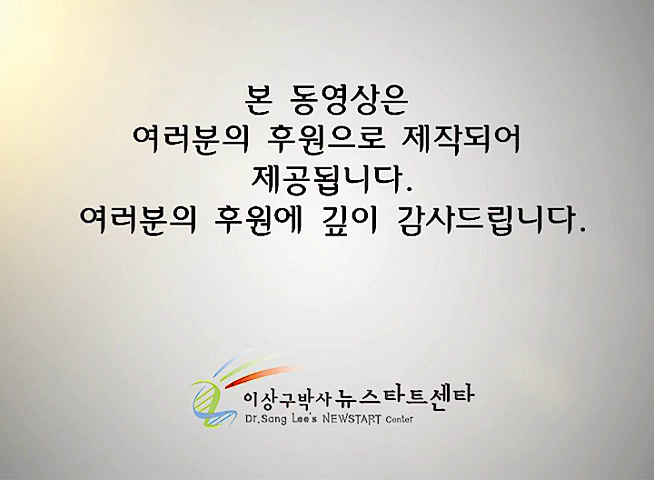 본 동영상은
여러분의 후원으로 제작되어
제공됩니다.
여러분의 후원에 깊이 감사드립니다.
이상구박사 뉴스타트센타
Dr.Sang Lee's NEWSTART Center